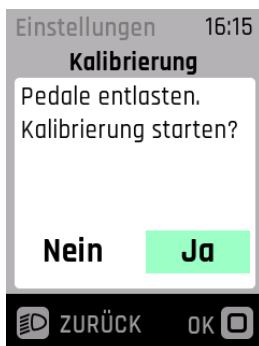 Einstellungen 16:15
Kalibrierung
Pedale entlasten.
Kalibrierung starten?
Nein Ja
ZURÜCK OK